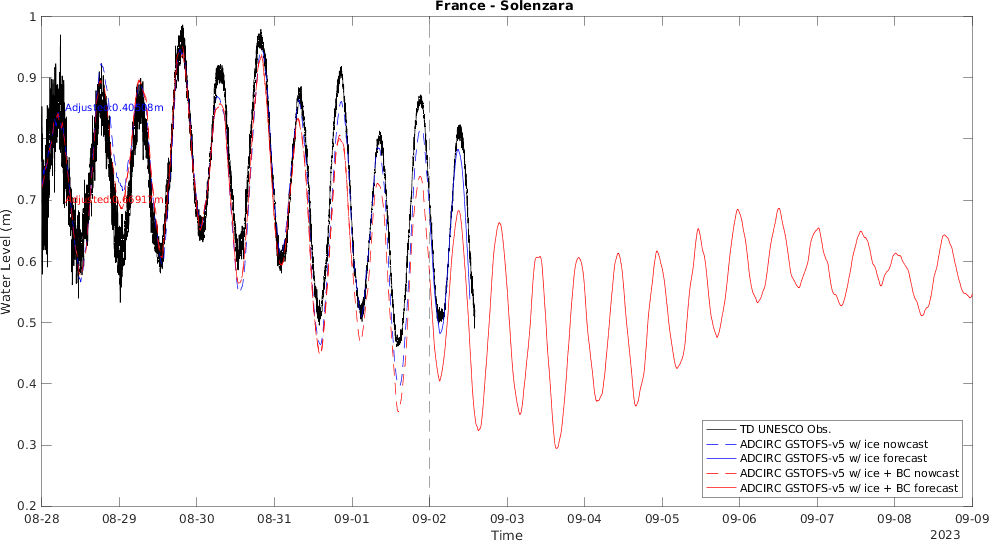 France - Solenzara
Water Level (m)
1
0.9
0.8
0.7
0.6
0.5
0.4
0.3
0.2
08-28
08-29
08-30
08-31
09-01
09-02
09-03
09-04
09-05
09-06
09-07
09-08
09-09
Time
2023
TD UNESCO Obs.
ADCIRC GSTOFS-v5 w/ ice nowcast
ADCIRC GSTOFS-v5 w/ ice forecast
ADCIRC GSTOFS-v5 w/ ice + BC nowcast
ADCIRC GSTOFS-v5 w/ ice + BC forecast